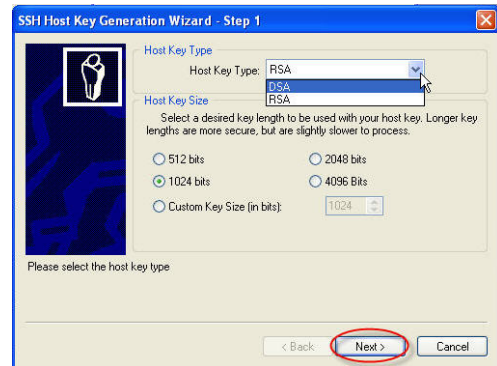 SSH Host Key Generation Wizard - Step 1
Host Key Type
Host Key Type: RSA
DSA
RSA
Host Key Size
Select a desired key length to be used with your host key. Longer key
lengths are more secure, but are slightly slower to process.
512 bits
2048 bits
1024 bits
4096 Bits
Custom Key Size (in bits):
1024
Please select the host key type
< Back
Next >
Cancel